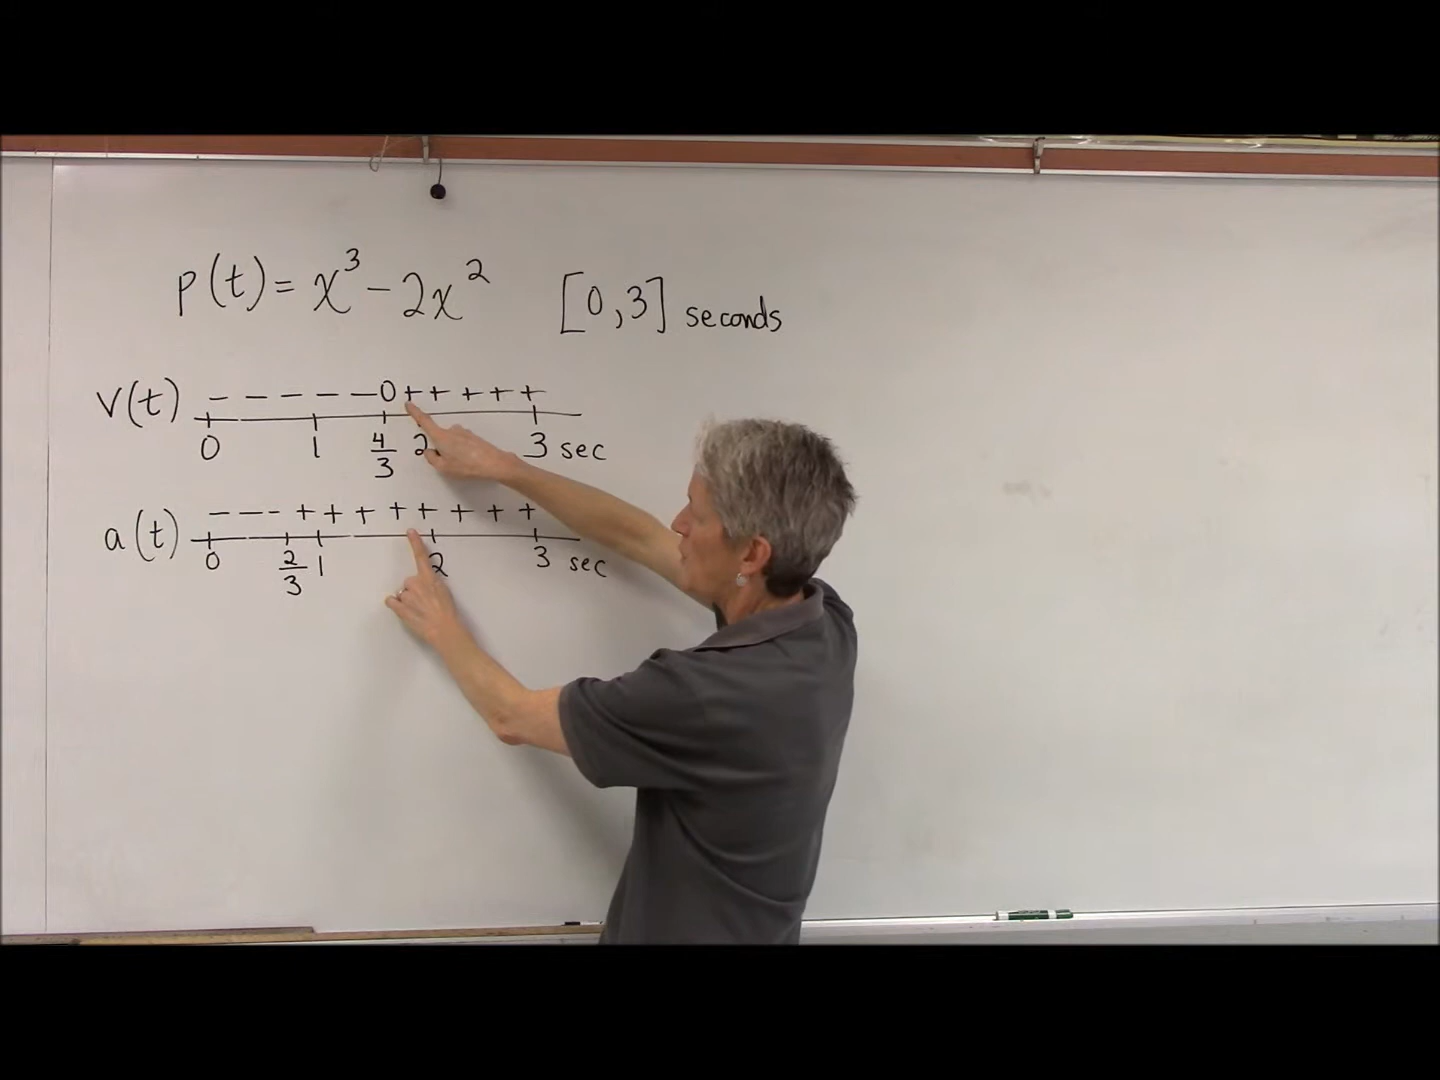 p(t) = x³ - 2x² [0,3] seconds
v(t) - - - - - 0 + + + + +
0 1 4/3 2 3 sec
a(t) - - - + + + + + + + +
0 2/3 1 2 3 sec